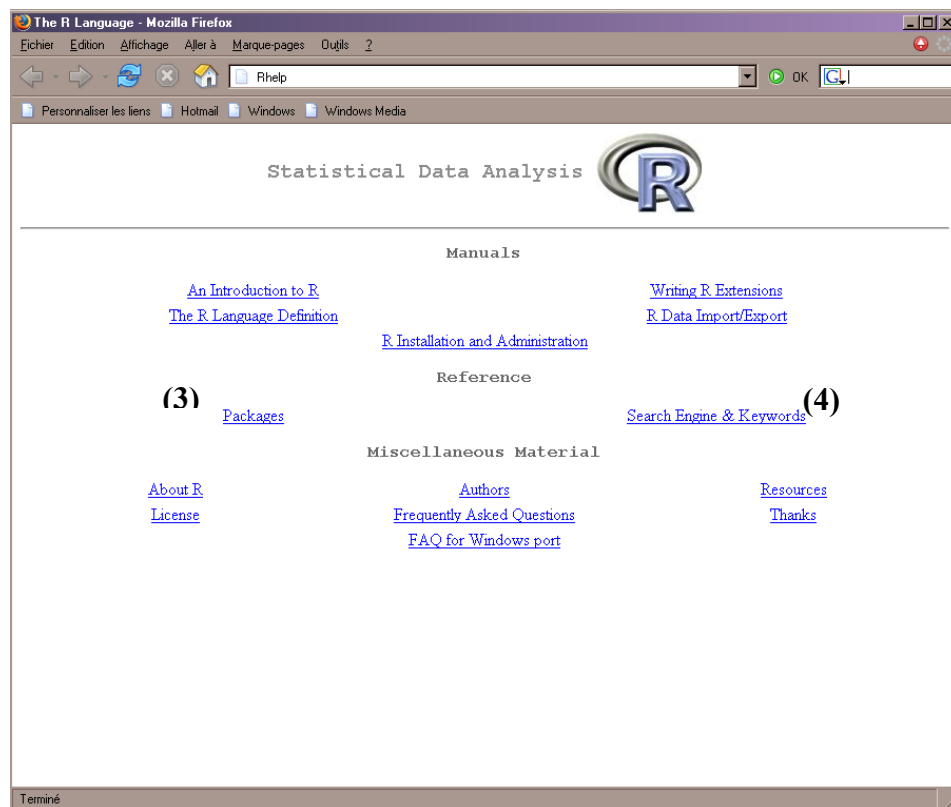 The R Language - Mozilla Firefox
Fichier Edition Affichage Aller à Marque-pages Outils ?
Rhelp OK G
Personnaliser les liens Hotmail Windows Windows Media
Statistical Data Analysis R
Manuals
An Introduction to R Writing R Extensions
The R Language Definition R Data Import/Export
R Installation and Administration
Reference
(3) Packages Search Engine & Keywords (4)
Miscellaneous Material
About R Authors Resources
License Frequently Asked Questions Thanks
FAQ for Windows port
Terminé